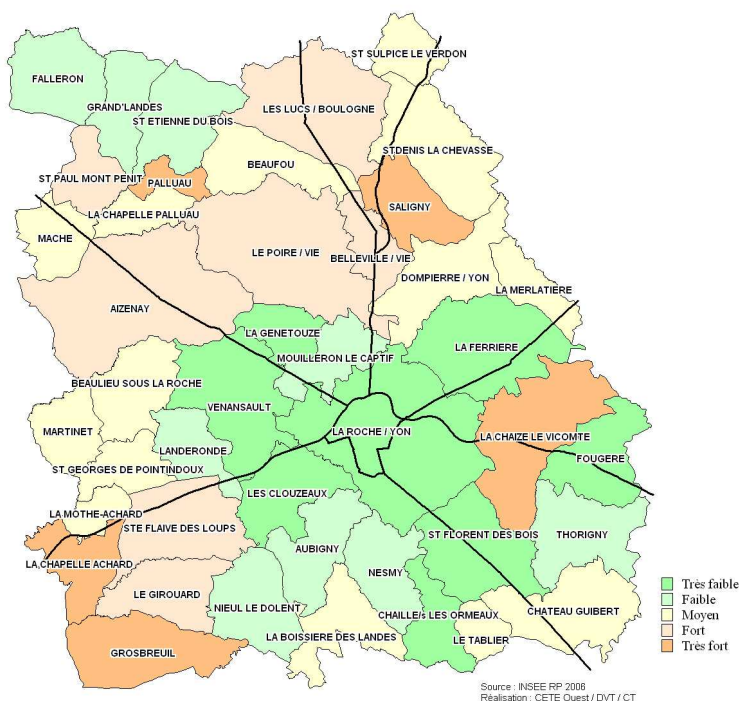 ST SULPICE LE VERDON
FALLERON
GRAND'LANDES
LES LUCS / BOULOGNE
ST ETIENNE DU BOIS
ST DENIS LA CHEVASSE
BEAUFOU
ST PAUL MONT PENIT
PALLUAU
SALIGNY
LA CHAPELLE PALLUAU
MACHE
LE POIRE / VIE
BELLEVILLE / VIE
DOMPIERRE / YON
LA MERLATIERE
AIZENAY
LA GENETOUZE
LA FERRIERE
MOUILLERON LE CAPTIF
BEAULIEU SOUS LA ROCHE
VENANSAULT
MARTINET
LA ROCHE / YON
LA CHAIZE LE VICOMTE
LANDERONDE
FOUGERE
ST GEORGES DE POINTINDOUX
LES CLOUZEAUX
LA MOTHE-ACHARD
STE FLAIVE DES LOUPS
ST FLORENT DES BOIS
THORIGNY
AUBIGNY
LA CHAPELLE ACHARD
NESMY
LE GIROUARD
NIEUL LE DOLENT
CHAILLE/s LES ORMEAUX
CHATEAU GUIBERT
LA BOISSIERE DES LANDES
LE TABLIER
GROSBREUIL
Très faible
Faible
Moyen
Fort
Très fort
Source : INSEE RP 2006
Réalisation : CETE Ouest / DVT / CT